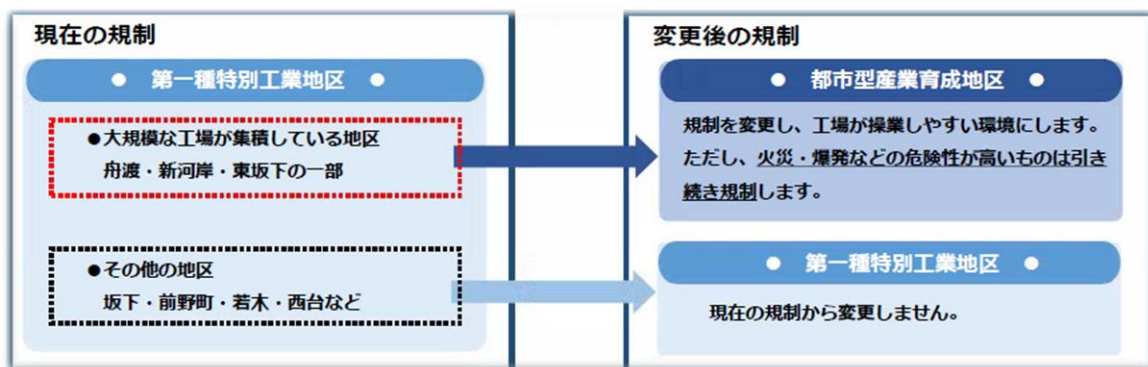 現在の規制
● 第一種特別工業地区 ●
●大規模な工場が集積している地区
舟渡・新河岸・東坂下の一部
●その他の地区
坂下・前野町・若木・西台など
変更後の規制
● 都市型産業育成地区 ●
規制を変更し、工場が操業しやすい環境にします。
ただし、火災・爆発などの危険性が高いものは引き
続き規制します。
● 第一種特別工業地区 ●
現在の規制から変更しません。